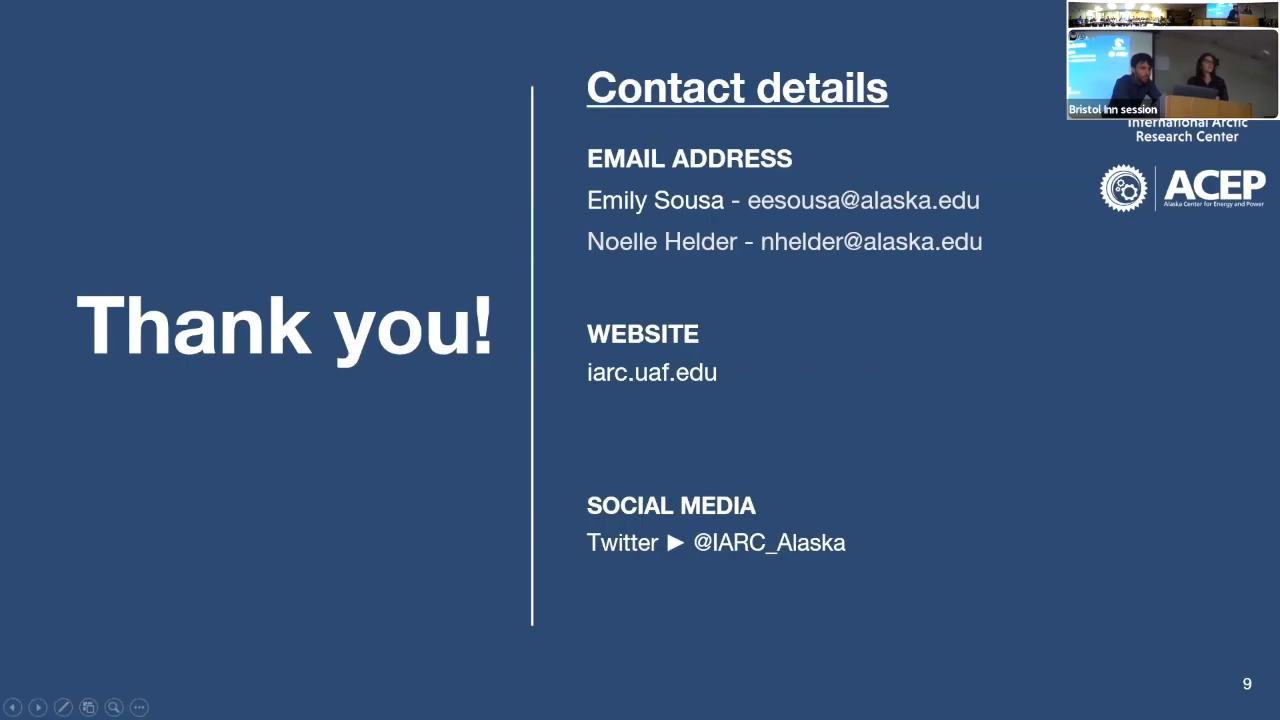 Thank you!
Contact details
EMAIL ADDRESS
Emily Sousa - eesousa@alaska.edu
Noelle Helder - nhelder@alaska.edu
WEBSITE
iarc.uaf.edu
SOCIAL MEDIA
Twitter ► @IARC_Alaska
Bristol Inn session
International Arctic
Research Center
ACEP
Alaska Center for Energy and Power
9